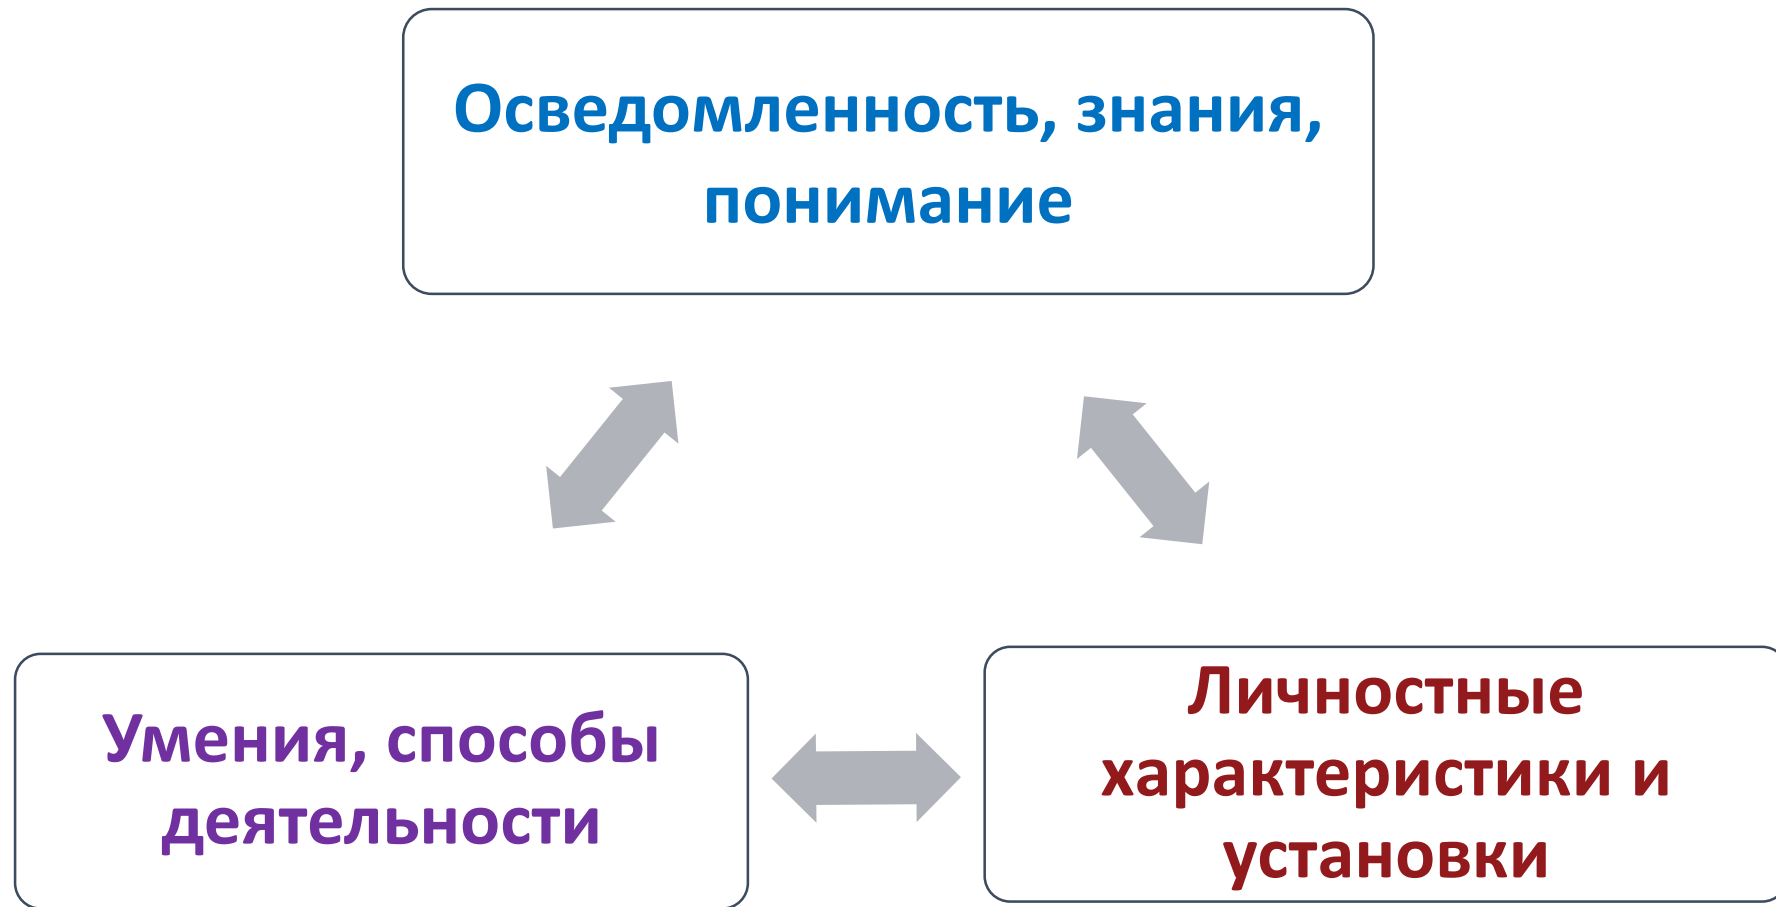 Осведомленность, знания,
понимание
Умения, способы
деятельности
Личностные
характеристики и
установки